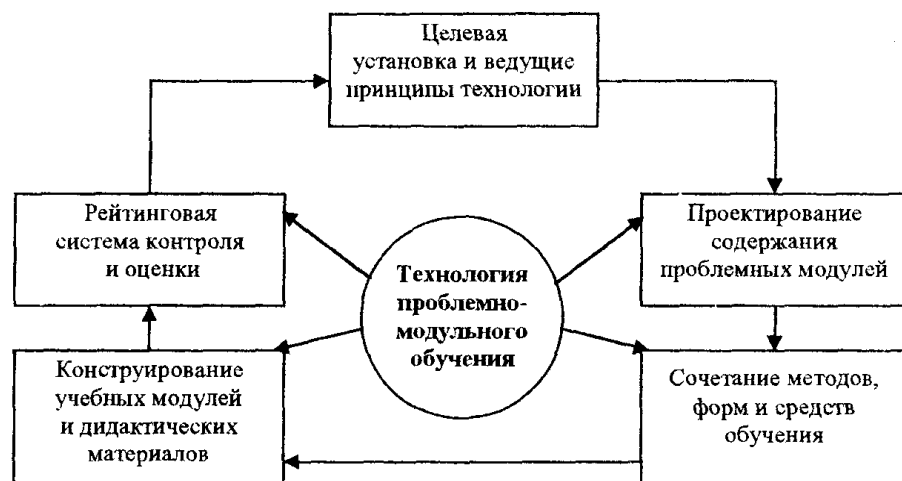 Целевая
установка и ведущие
принципы технологии
Рейтинговая
система контроля
и оценки
Проектирование
содержания
проблемных модулей
Технология
проблемно-
модульного
обучения
Конструирование
учебных модулей
и дидактических
материалов
Сочетание методов,
форм и средств
обучения